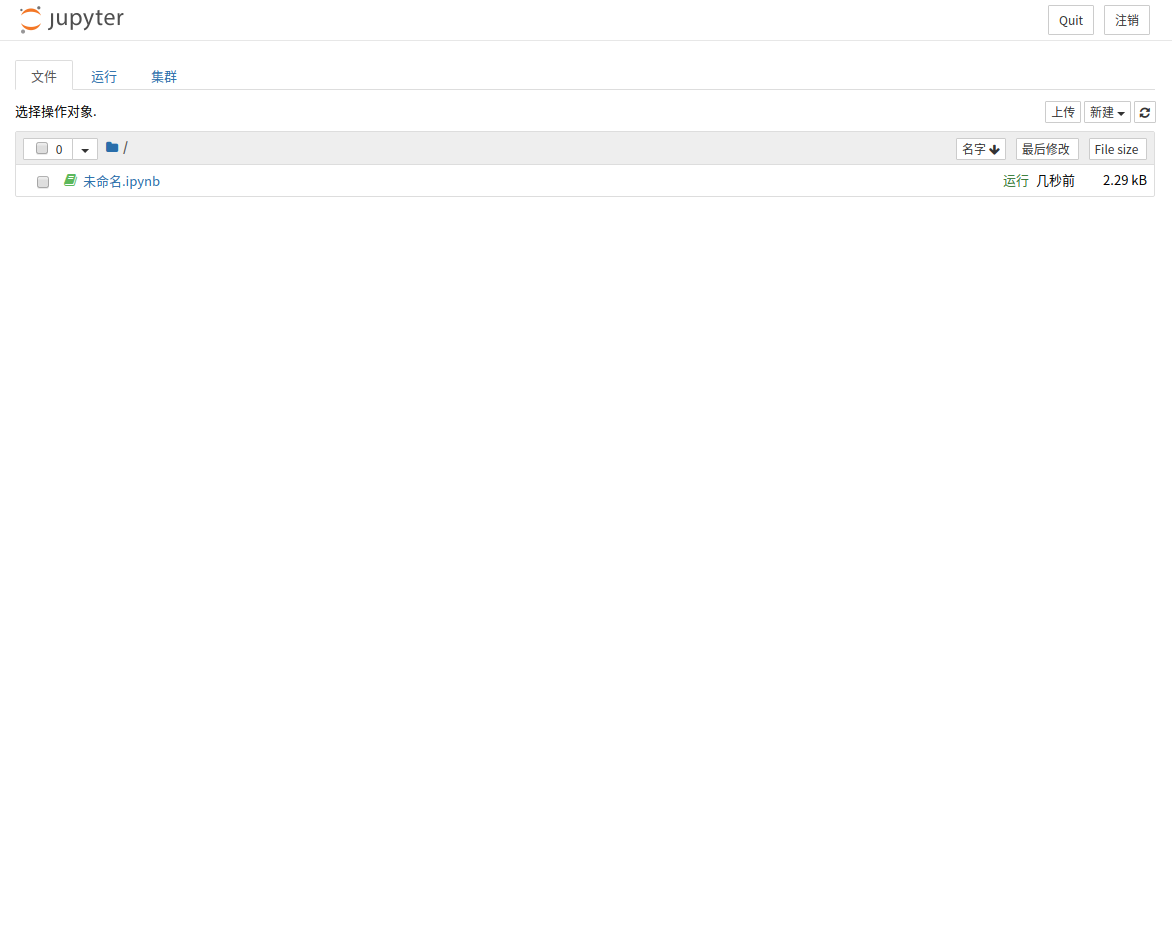 jupyter Quit 注销
文件 运行 集群
选择操作对象. 上传 新建
0 / 名字 最后修改 File size
未命名.ipynb 运行 几秒前 2.29 kB